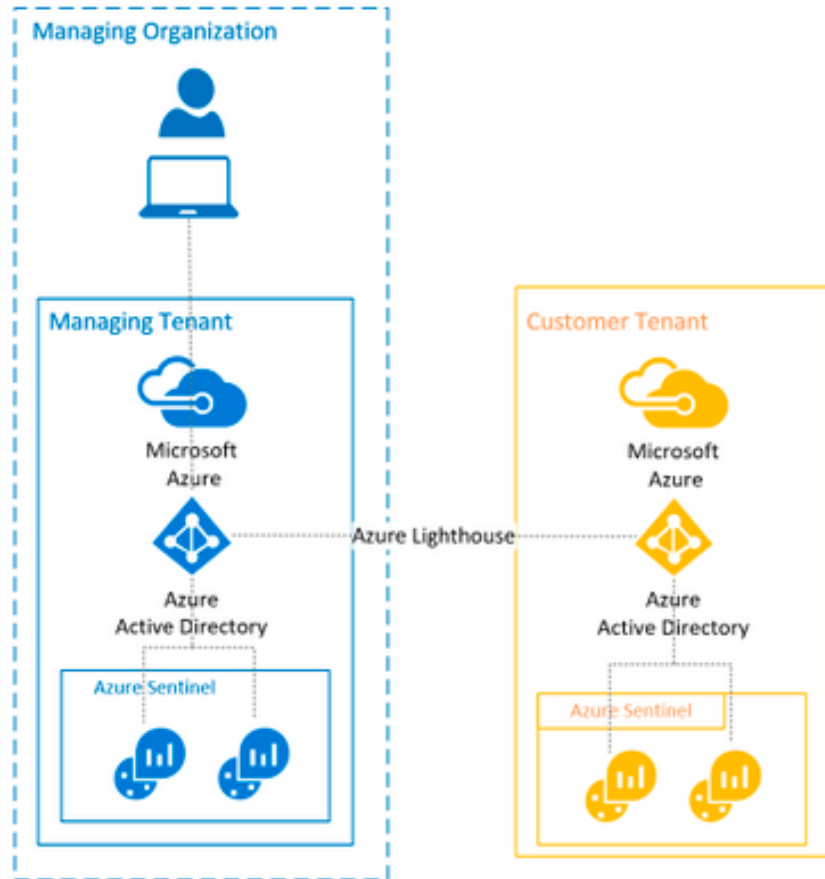 Managing Organization
Managing Tenant
Microsoft
Azure
Azure
Active Directory
Azure Sentinel
Azure Lighthouse
Customer Tenant
Microsoft
Azure
Azure
Active Directory
Azure Sentinel